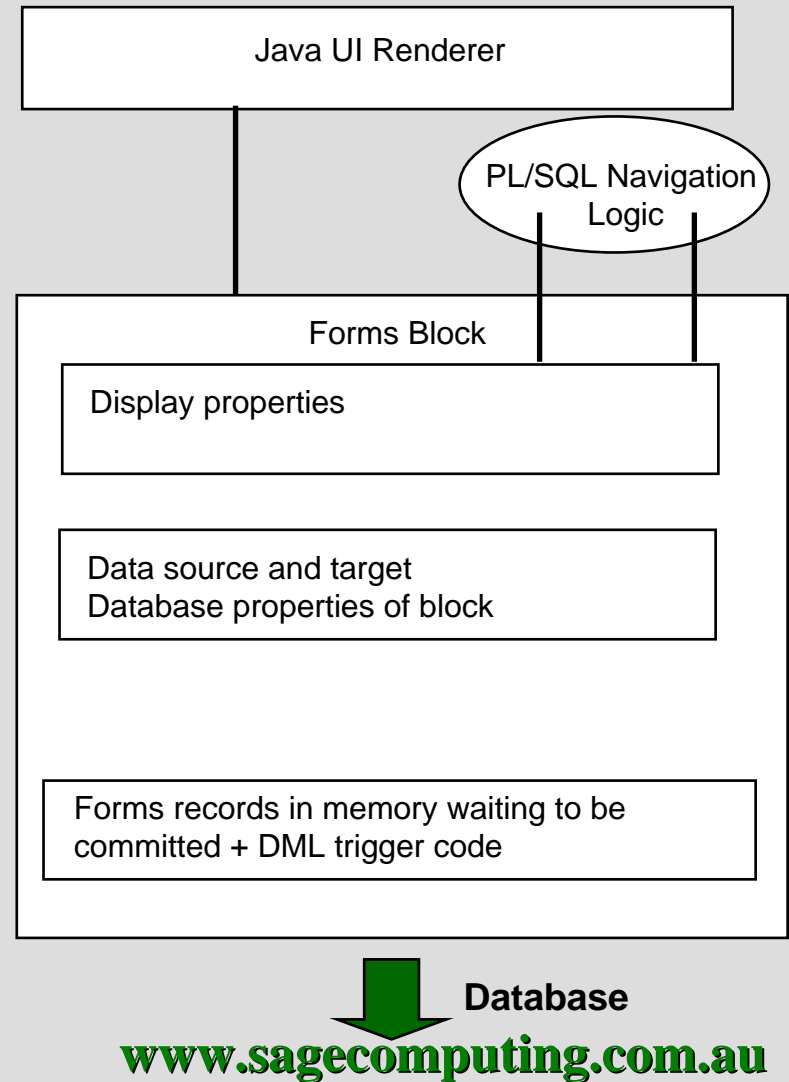 Java UI Renderer
PL/SQL Navigation
Logic
Forms Block
Display properties
Data source and target
Database properties of block
Forms records in memory waiting to be
committed + DML trigger code
Database
www.sagecomputing.com.au